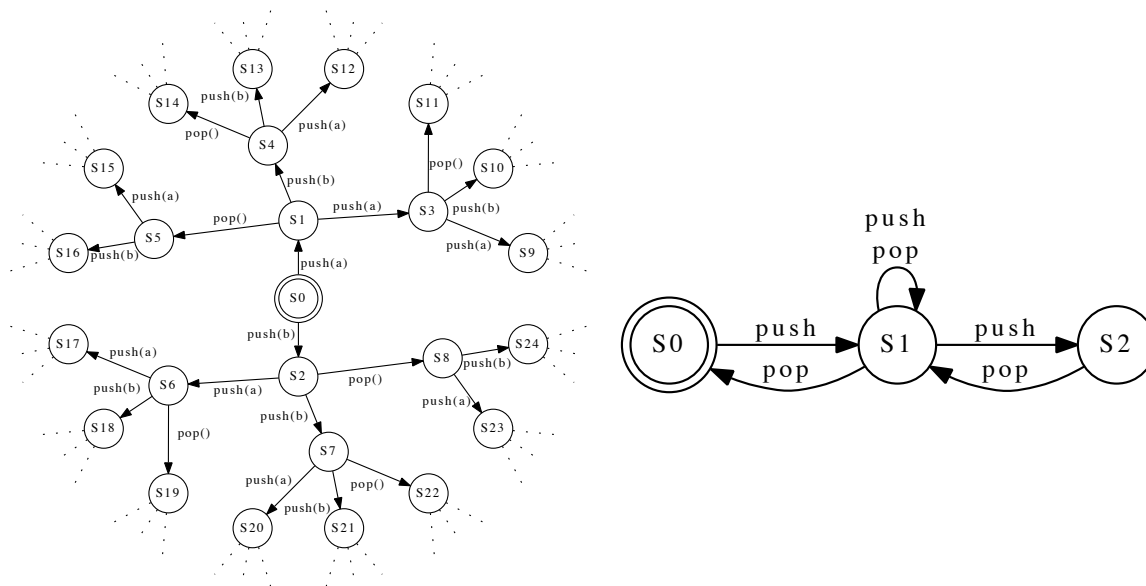 S13
S12
S14
push(b)
S11
push(a)
pop()
S4
pop()
S15
S10
push(b)
push(a)
S3
push(b)
pop()
push(a)
S1
S5
push(a)
S16
push(b)
S9
push(a)
S0
push(b)
S17
push(a)
S8
S24
push(b)
S2
pop()
S6
push(a)
push(b)
push(a)
push(b)
S18
pop()
S23
S7
push(a)
pop()
S19
S22
push(b)
S20
S21
push
pop
S0
push
S1
push
S2
pop
pop